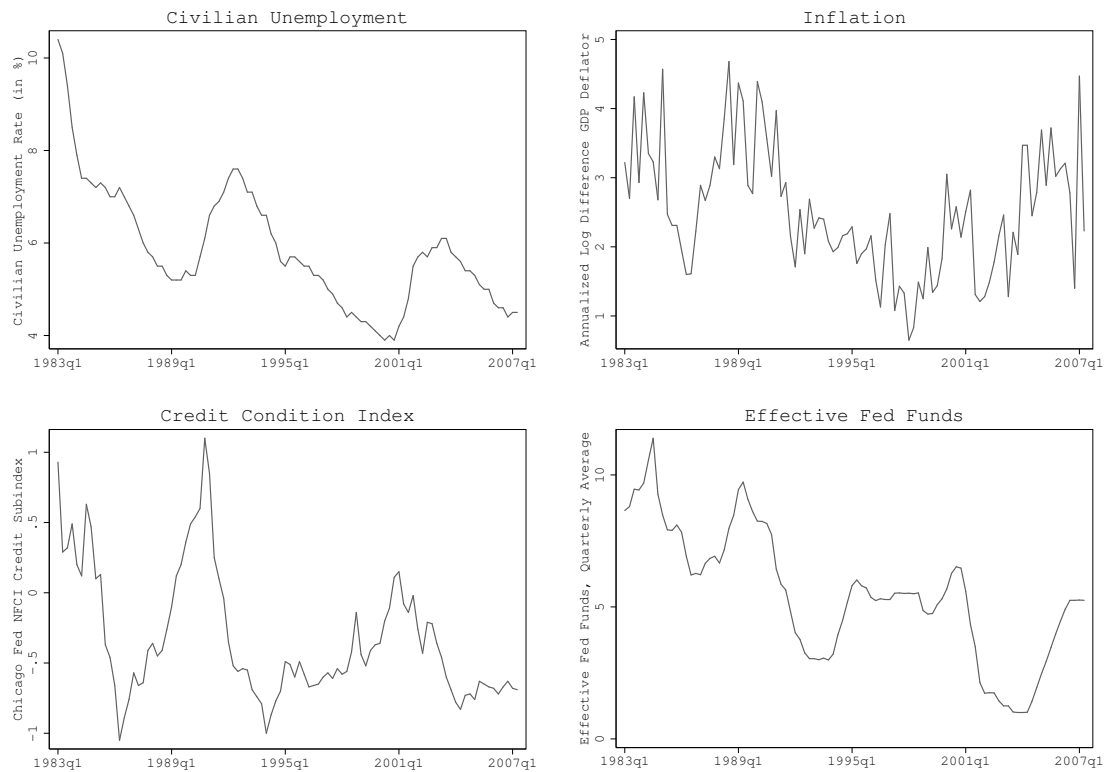 Civilian Unemployment
Civilian Unemployment Rate (in %)
10
8
6
4
1983q1 1989q1 1995q1 2001q1 2007q1
Inflation
Annualized Log Difference GDP Deflator
5
4
3
2
1
1983q1 1989q1 1995q1 2001q1 2007q1
Credit Condition Index
Chicago Fed NFCI Credit Subindex
1
.5
0
-.5
-1
1983q1 1989q1 1995q1 2001q1 2007q1
Effective Fed Funds
Effective Fed Funds, Quarterly Average
10
5
0
1983q1 1989q1 1995q1 2001q1 2007q1